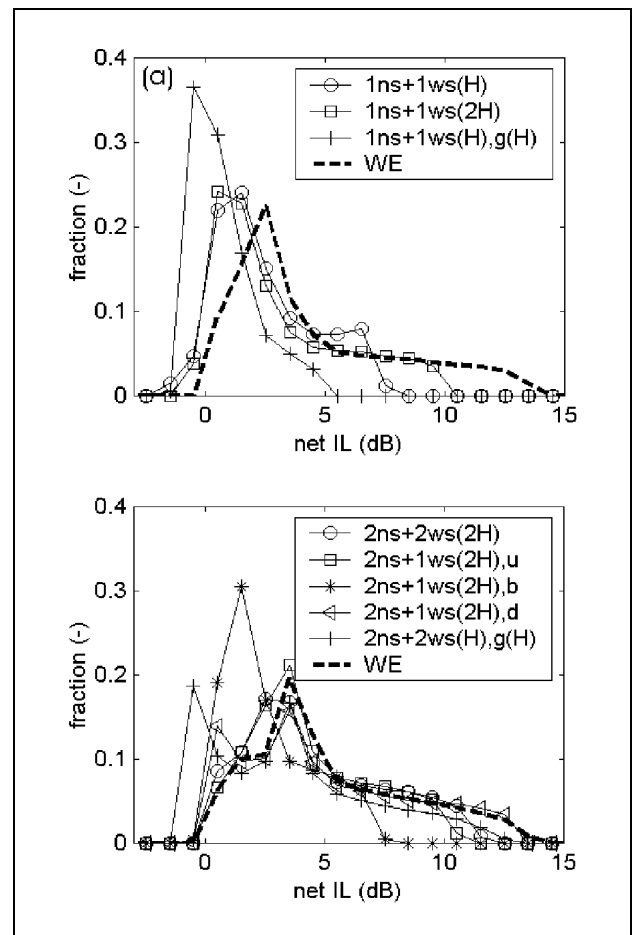 (a)
1ns+1ws(H)
1ns+1ws(2H)
1ns+1ws(H),g(H)
WE
0.4
0.3
0.2
0.1
0
fraction (-)
0 5 10 15
net IL (dB)
2ns+2ws(2H)
2ns+1ws(2H),u
2ns+1ws(2H),b
2ns+1ws(2H),d
2ns+2ws(H),g(H)
WE
0.4
0.3
0.2
0.1
0
fraction (-)
0 5 10 15
net IL (dB)